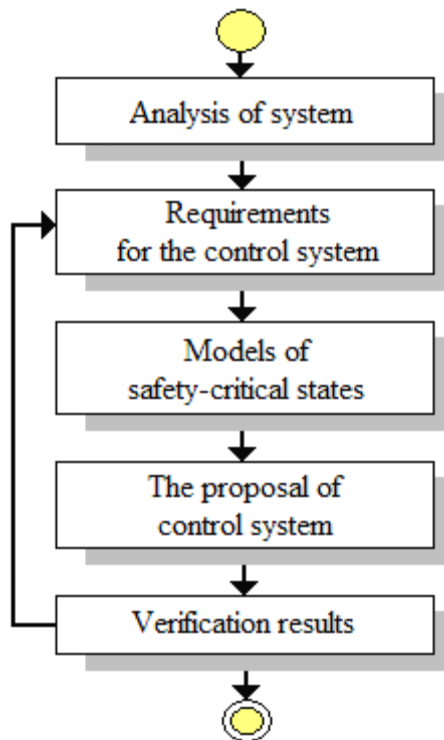 Analysis of system
Requirements
for the control system
Models of
safety-critical states
The proposal of
control system
Verification results